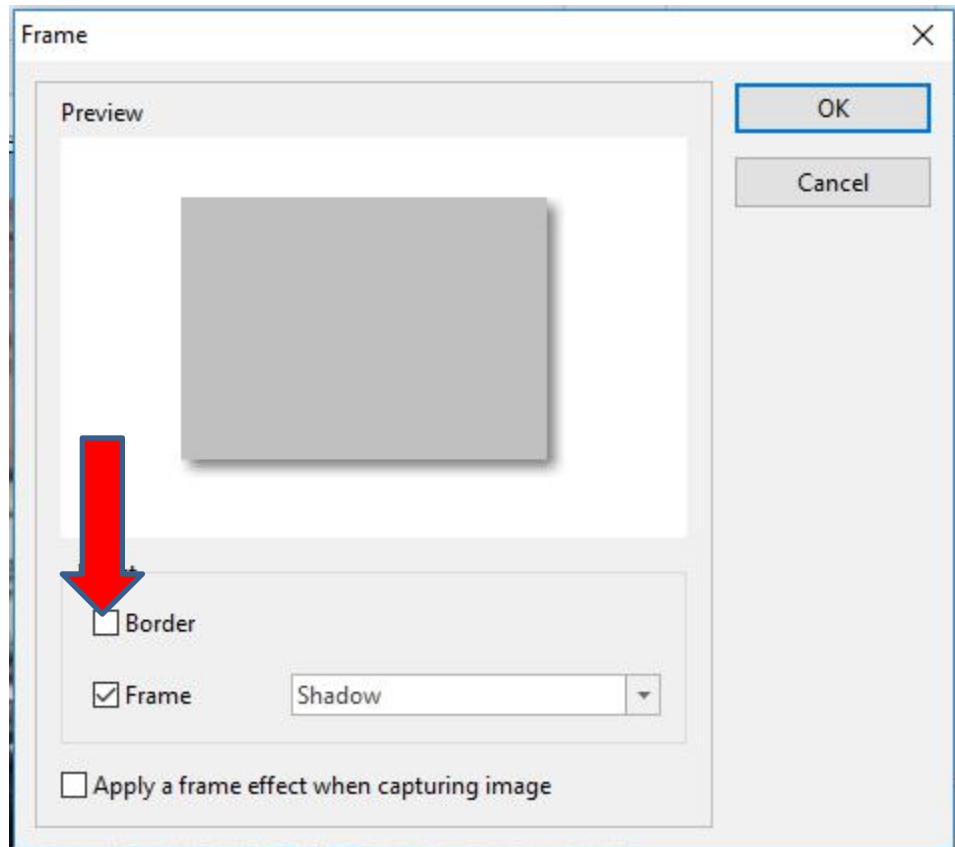 Frame
Preview
OK
Cancel
Border
Frame
Shadow
Apply a frame effect when capturing image